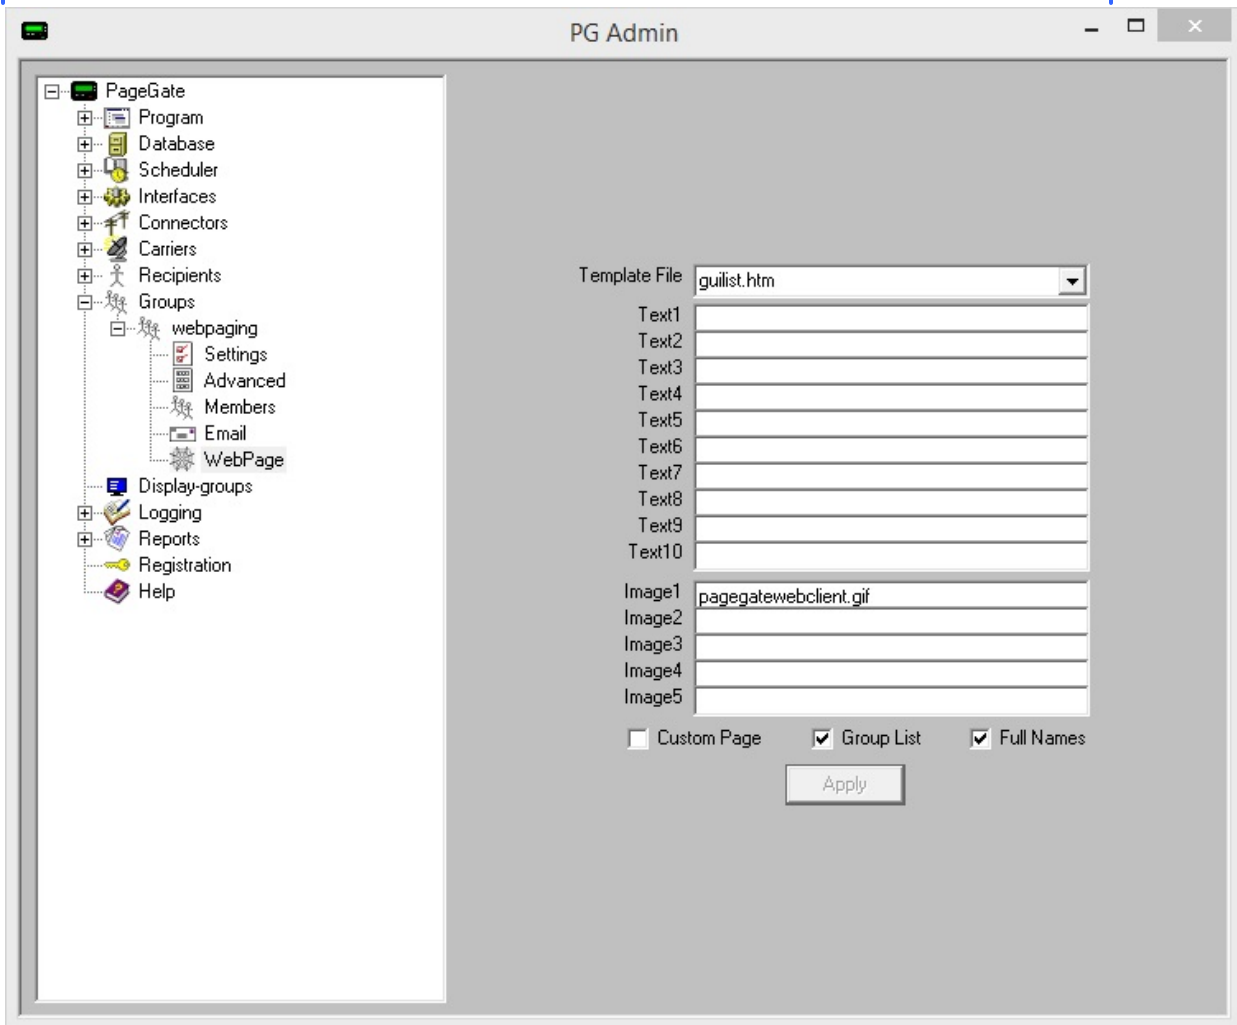 PG Admin
PageGate
Program
Database
Scheduler
Interfaces
Connectors
Carriers
Recipients
Groups
webpaging
Settings
Advanced
Members
Email
WebPage
Display-groups
Logging
Reports
Registration
Help
Template File guilist.htm
Text1
Text2
Text3
Text4
Text5
Text6
Text7
Text8
Text9
Text10
Image1 pagegatewebclient.gif
Image2
Image3
Image4
Image5
Custom Page Group List Full Names
Apply